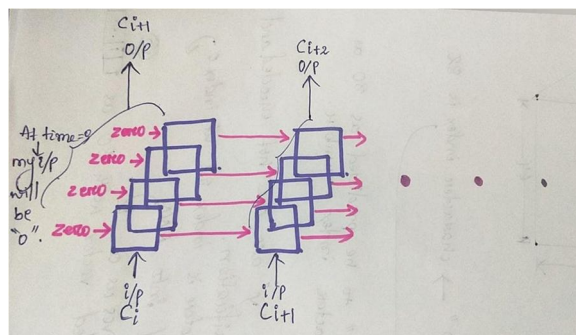 Ci+1
O/P
Ci+2
O/P
At time=0
my i/p
will
be
"0".
zero
zero
zero
zero
i/p
Ci
i/p
Ci+1